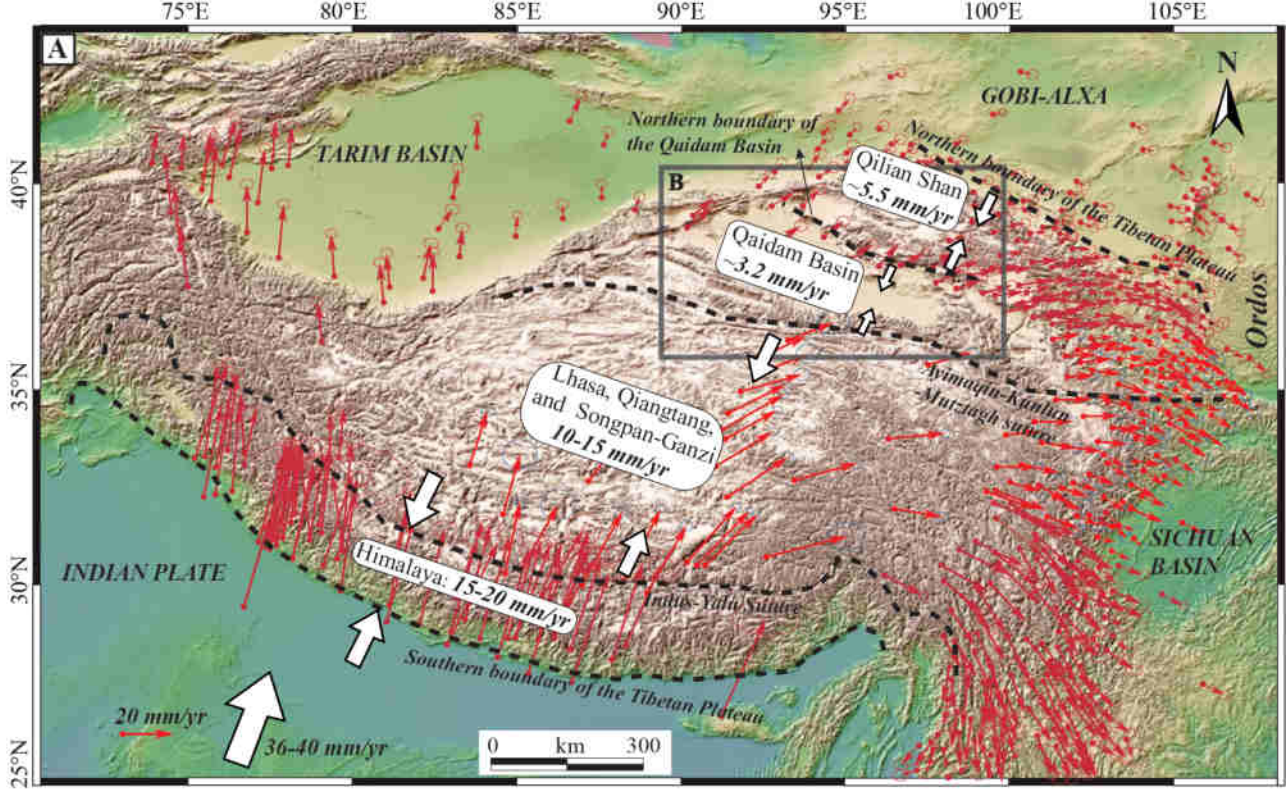 75°E 80°E 85°E 90°E 95°E 100°E 105°E
A
N
GOBI-ALXA
Northern boundary of
the Qaidam Basin
TARIM BASIN
40°N
B
Qilian Shan
~5.5 mm/yr
Northern boundary of the Tibetan Plateau
Qaidam Basin
~3.2 mm/yr
Ordos
35°N
Ayimaqin-Kunlun
Mutztagh suture
Lhasa, Qiangtang,
and Songpan-Ganzi
10-15 mm/yr
SICHUAN
BASIN
INDIAN PLATE
30°N
Himalaya: 15-20 mm/yr
Indus-Yalu Suture
Southern boundary of the Tibetan Plateau
20 mm/yr
36-40 mm/yr
0 km 300
25°N